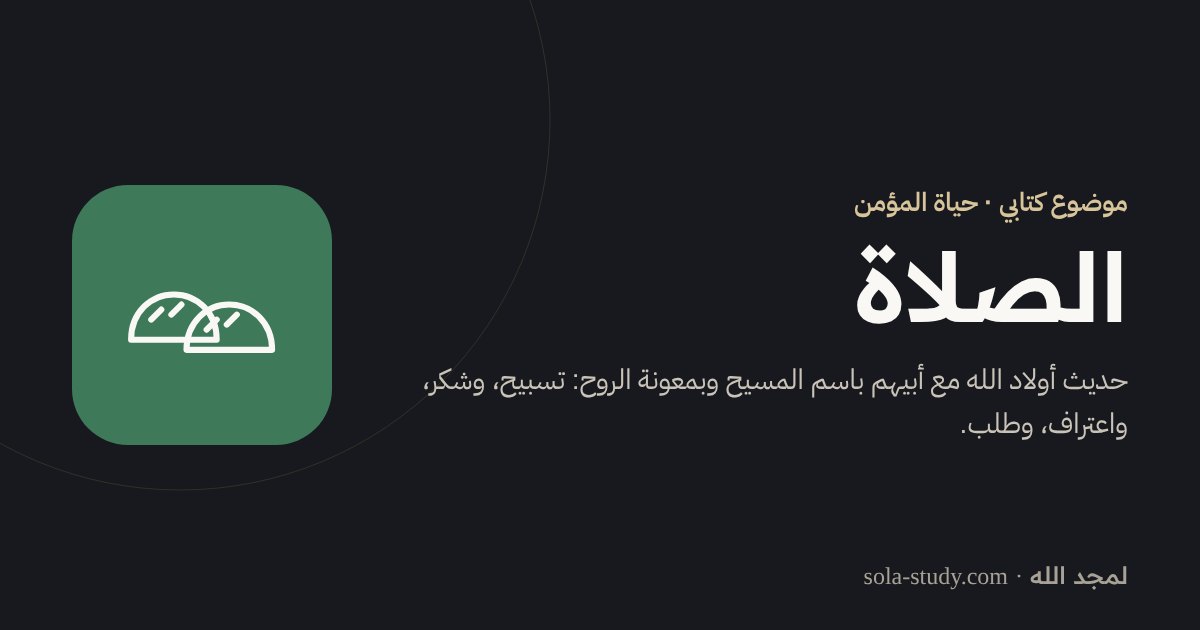 موضوع كتابي · حياة المؤمن
الصلاة
حديث أولاد الله مع أبيهم باسم المسيح وبمعونة الروح: تسبيح، وشكر،
واعتراف، وطلب.
لمجد الله · sola-study.com